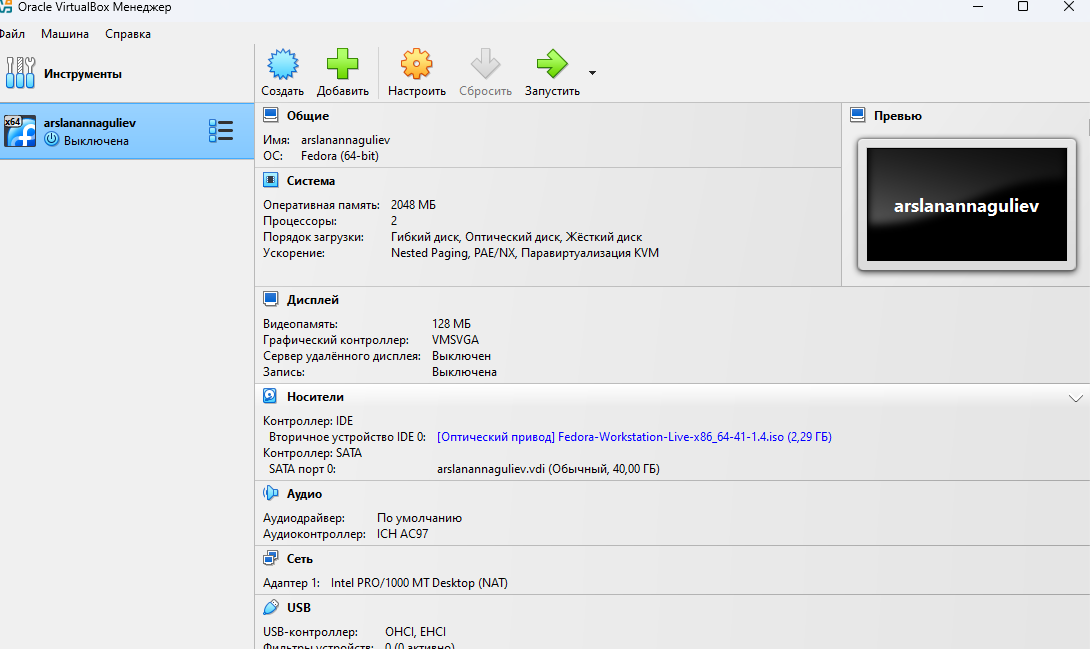 Oracle VirtualBox Менеджер
Файл Машина Справка
Инструменты
Создать Добавить Настроить Сбросить Запустить
x64
arslanannaguliev
Выключена
Общие
Имя: arslanannaguliev
ОС: Fedora (64-bit)
Превью
arslanannaguliev
Система
Оперативная память: 2048 МБ
Процессоры: 2
Порядок загрузки: Гибкий диск, Оптический диск, Жёсткий диск
Ускорение: Nested Paging, PAE/NX, Паравиртуализация KVM
Дисплей
Видеопамять: 128 МБ
Графический контроллер: VMSVGA
Сервер удалённого дисплея: Выключен
Запись: Выключена
Носители
Контроллер: IDE
Вторичное устройство IDE 0: [Оптический привод] Fedora-Workstation-Live-x86_64-41-1.4.iso (2,29 ГБ)
Контроллер: SATA
SATA порт 0: arslanannaguliev.vdi (Обычный, 40,00 ГБ)
Аудио
Аудиодрайвер: По умолчанию
Аудиоконтроллер: ICH AC97
Сеть
Адаптер 1: Intel PRO/1000 MT Desktop (NAT)
USB
USB-контроллер: OHCI, EHCI
Фильтры устройств: 0 (0 активно)